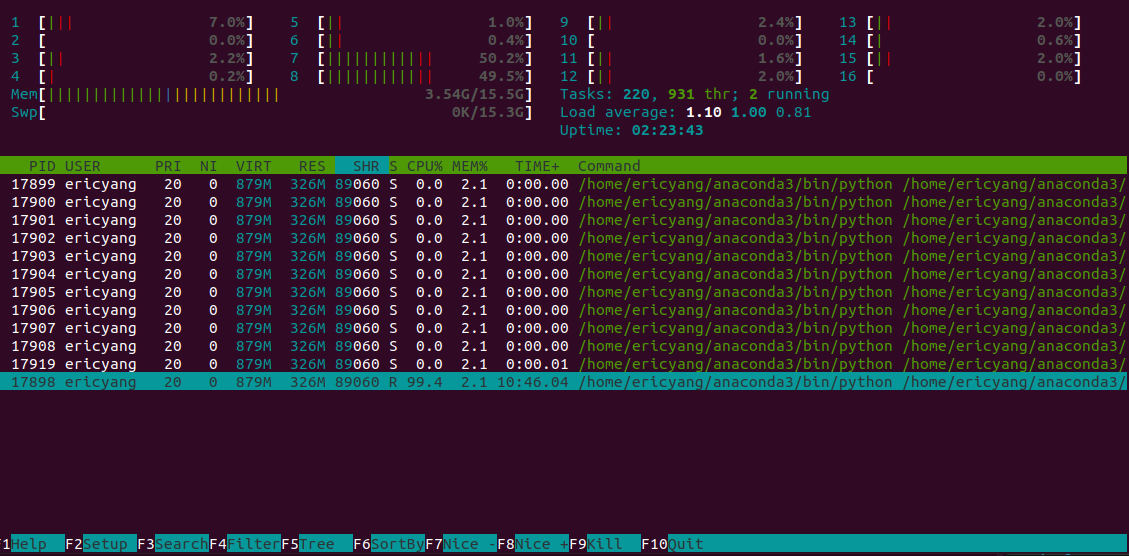 1 [||| 7.0%] 5 [|| 1.0%] 9 [|| 2.4%] 13 [|| 2.0%]
2 [ 0.0%] 6 [|| 0.4%] 10 [ 0.0%] 14 [| 0.6%]
3 [|| 2.2%] 7 [|||||||||||| 50.2%] 11 [|| 1.6%] 15 [|| 2.0%]
4 [| 0.2%] 8 [|||||||||||| 49.5%] 12 [|| 2.0%] 16 [ 0.0%]
Mem[|||||||||||||||||||||||||| 3.54G/15.5G] Tasks: 220, 931 thr; 2 running
Swp[ 0K/15.3G] Load average: 1.10 1.00 0.81
Uptime: 02:23:43
PID USER PRI NI VIRT RES SHR S CPU% MEM% TIME+ Command
17899 ericyang 20 0 879M 326M 89060 S 0.0 2.1 0:00.00 /home/ericyang/anaconda3/bin/python /home/ericyang/anaconda3/
17900 ericyang 20 0 879M 326M 89060 S 0.0 2.1 0:00.00 /home/ericyang/anaconda3/bin/python /home/ericyang/anaconda3/
17901 ericyang 20 0 879M 326M 89060 S 0.0 2.1 0:00.00 /home/ericyang/anaconda3/bin/python /home/ericyang/anaconda3/
17902 ericyang 20 0 879M 326M 89060 S 0.0 2.1 0:00.00 /home/ericyang/anaconda3/bin/python /home/ericyang/anaconda3/
17903 ericyang 20 0 879M 326M 89060 S 0.0 2.1 0:00.00 /home/ericyang/anaconda3/bin/python /home/ericyang/anaconda3/
17904 ericyang 20 0 879M 326M 89060 S 0.0 2.1 0:00.00 /home/ericyang/anaconda3/bin/python /home/ericyang/anaconda3/
17905 ericyang 20 0 879M 326M 89060 S 0.0 2.1 0:00.00 /home/ericyang/anaconda3/bin/python /home/ericyang/anaconda3/
17906 ericyang 20 0 879M 326M 89060 S 0.0 2.1 0:00.00 /home/ericyang/anaconda3/bin/python /home/ericyang/anaconda3/
17907 ericyang 20 0 879M 326M 89060 S 0.0 2.1 0:00.00 /home/ericyang/anaconda3/bin/python /home/ericyang/anaconda3/
17908 ericyang 20 0 879M 326M 89060 S 0.0 2.1 0:00.00 /home/ericyang/anaconda3/bin/python /home/ericyang/anaconda3/
17919 ericyang 20 0 879M 326M 89060 S 0.0 2.1 0:00.01 /home/ericyang/anaconda3/bin/python /home/ericyang/anaconda3/
17898 ericyang 20 0 879M 326M 89060 R 99.4 2.1 10:46.04 /home/ericyang/anaconda3/bin/python /home/ericyang/anaconda3/
F1Help F2Setup F3SearchF4FilterF5Tree F6SortByF7Nice -F8Nice +F9Kill F10Quit